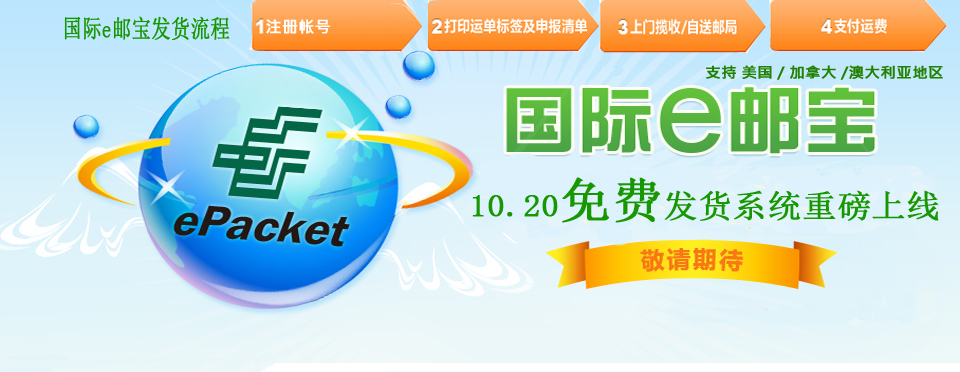 国际e邮宝发货流程
1注册帐号
2打印运单标签及申报清单
3上门揽收/自送邮局
4支付运费
支持 美国 / 加拿大 /澳大利亚地区
国际e邮宝
ePacket
10.20免费发货系统重磅上线
敬请期待